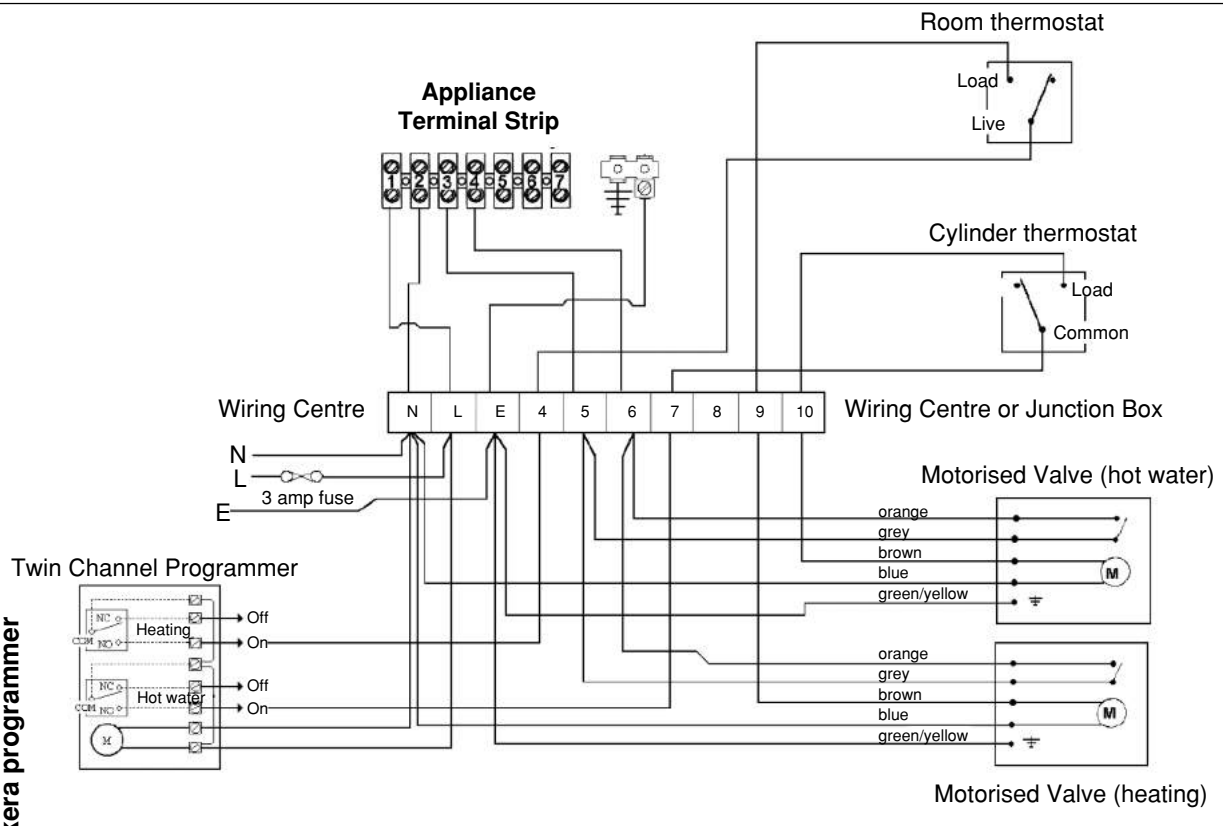 Room thermostat
Load
Live
Appliance
Terminal Strip
1 2 3 4 5 6 7
Cylinder thermostat
Load
Common
Wiring Centre
N L E 4 5 6 7 8 9 10
Wiring Centre or Junction Box
N
L
3 amp fuse
E
Motorised Valve (hot water)
orange
grey
brown
blue
green/yellow
M
Twin Channel Programmer
NC
COM
NO
Heating
Off
On
NC
COM
NO
Hot water
Off
On
M
orange
grey
brown
blue
green/yellow
M
Motorised Valve (heating)
programmer